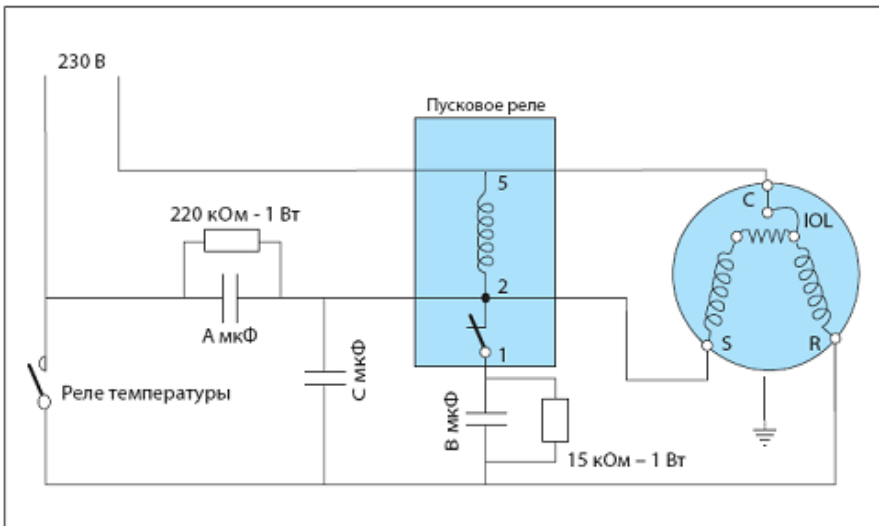 230 В
Пусковое реле
5
C
IOL
220 кОм - 1 Вт
2
А мкФ
S
R
1
Реле температуры
С мкФ
В мкФ
15 кОм – 1 Вт